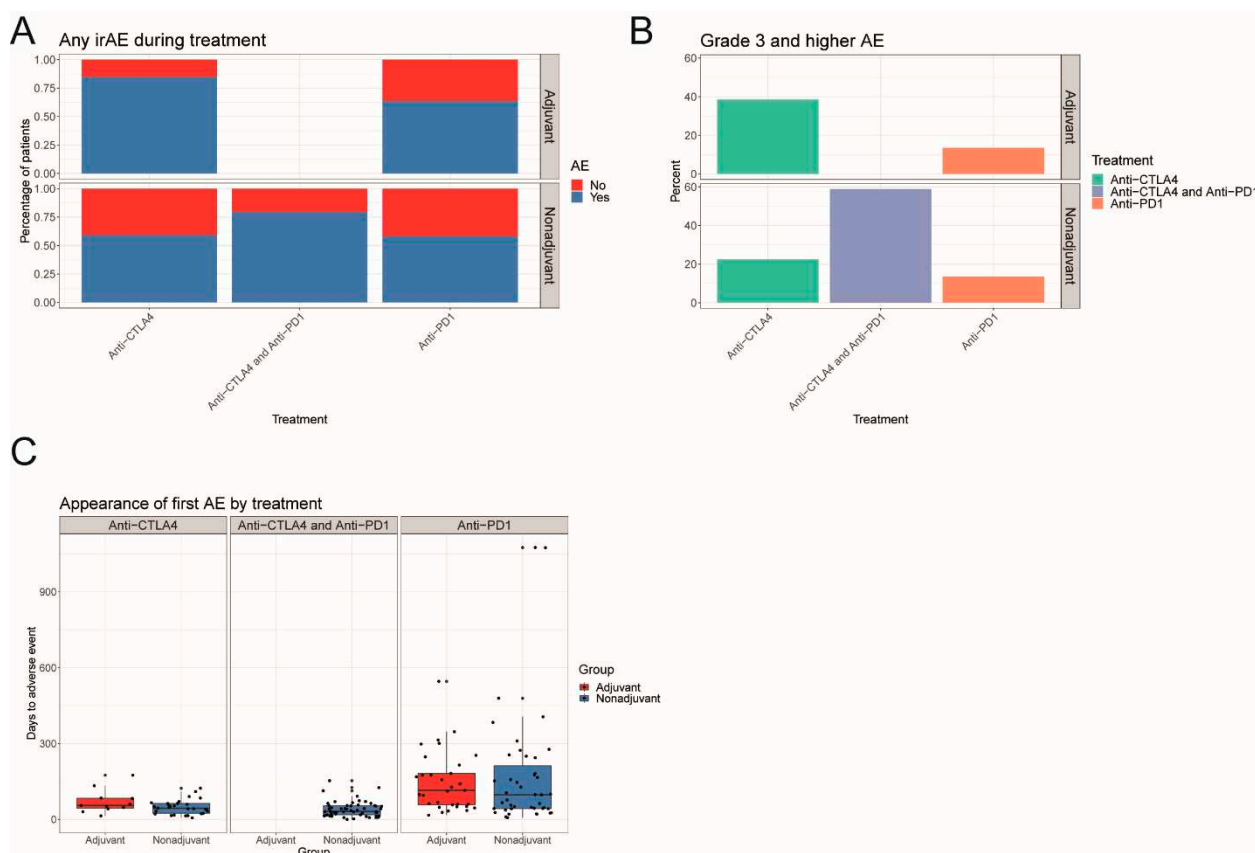 A
Any irAE during treatment
Percentage of patients
1.00
0.75
0.50
0.25
0.00
Adjuvant
1.00
0.75
0.50
0.25
0.00
Nonadjuvant
Anti−CTLA4
Anti−CTLA4 and Anti−PD1
Anti−PD1
Treatment
AE
No
Yes
B
Grade 3 and higher AE
Percent
60
40
20
0
Adjuvant
60
40
20
0
Nonadjuvant
Anti−CTLA4
Anti−CTLA4 and Anti−PD1
Anti−PD1
Treatment
Treatment
Anti−CTLA4
Anti−CTLA4 and Anti−PD1
Anti−PD1
C
Appearance of first AE by treatment
Anti−CTLA4
Anti−CTLA4 and Anti−PD1
Anti−PD1
Days to adverse event
900
600
300
0
Adjuvant
Nonadjuvant
Adjuvant
Nonadjuvant
Adjuvant
Nonadjuvant
Group
Group
Adjuvant
Nonadjuvant